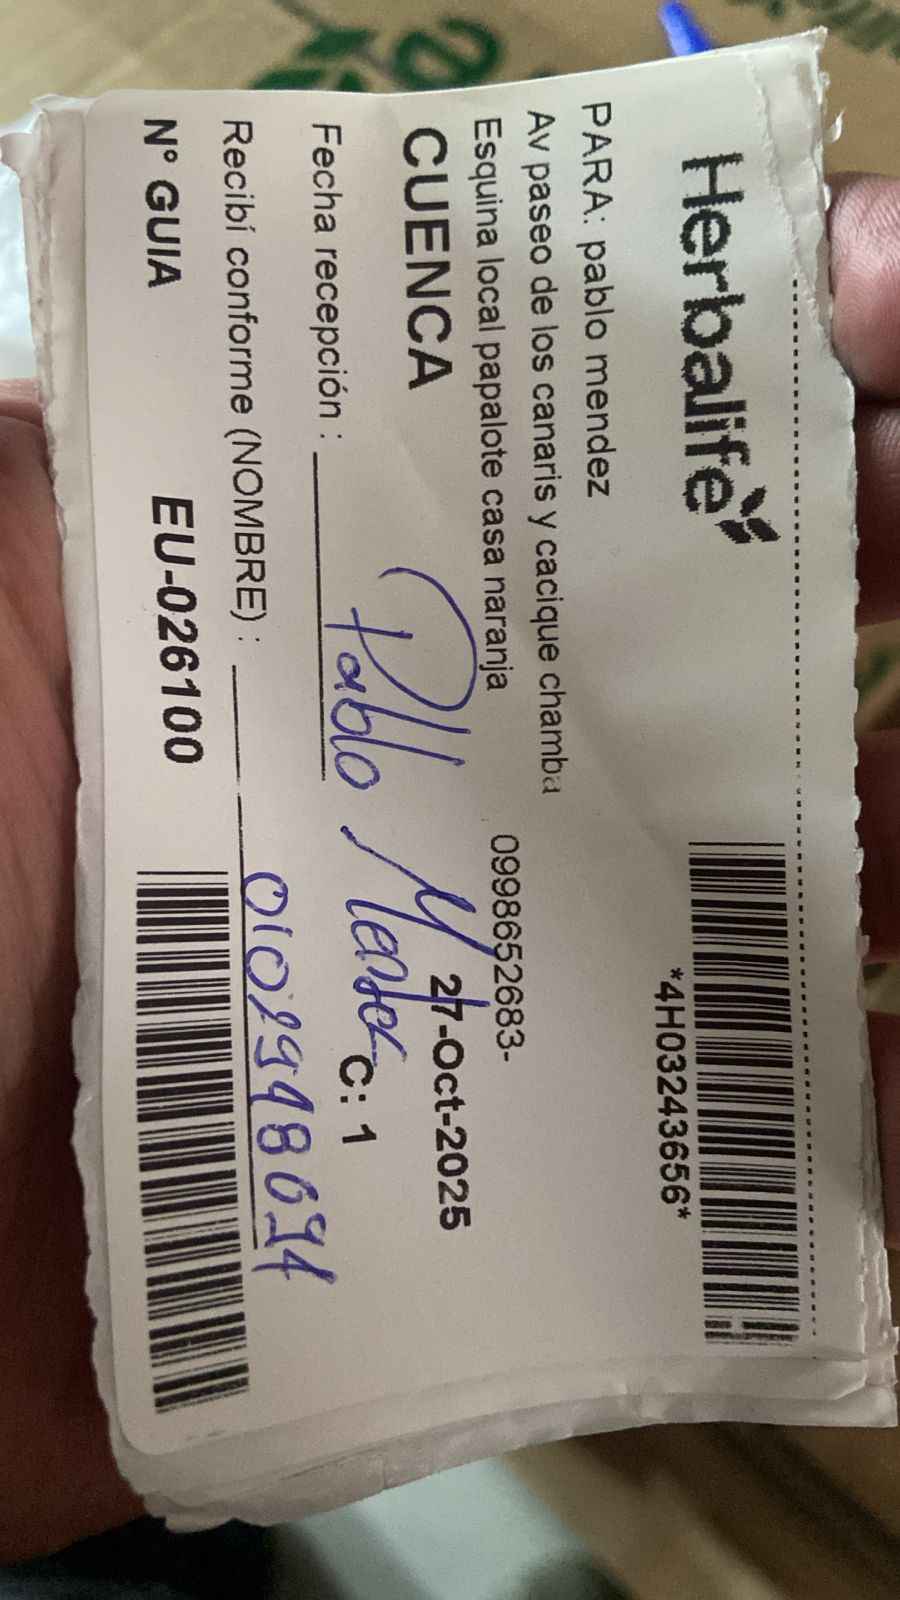 Herbalife
*4H03243656*
PARA: pablo mendez
Av paseo de los canaris y cacique chamba
Esquina local papalote casa naranja
0998652683-
CUENCA
27-Oct-2025
Fecha recepción :
Pablo Mendez
C: 1
Recibí conforme (NOMBRE) :
N° GUIA
EU-026100